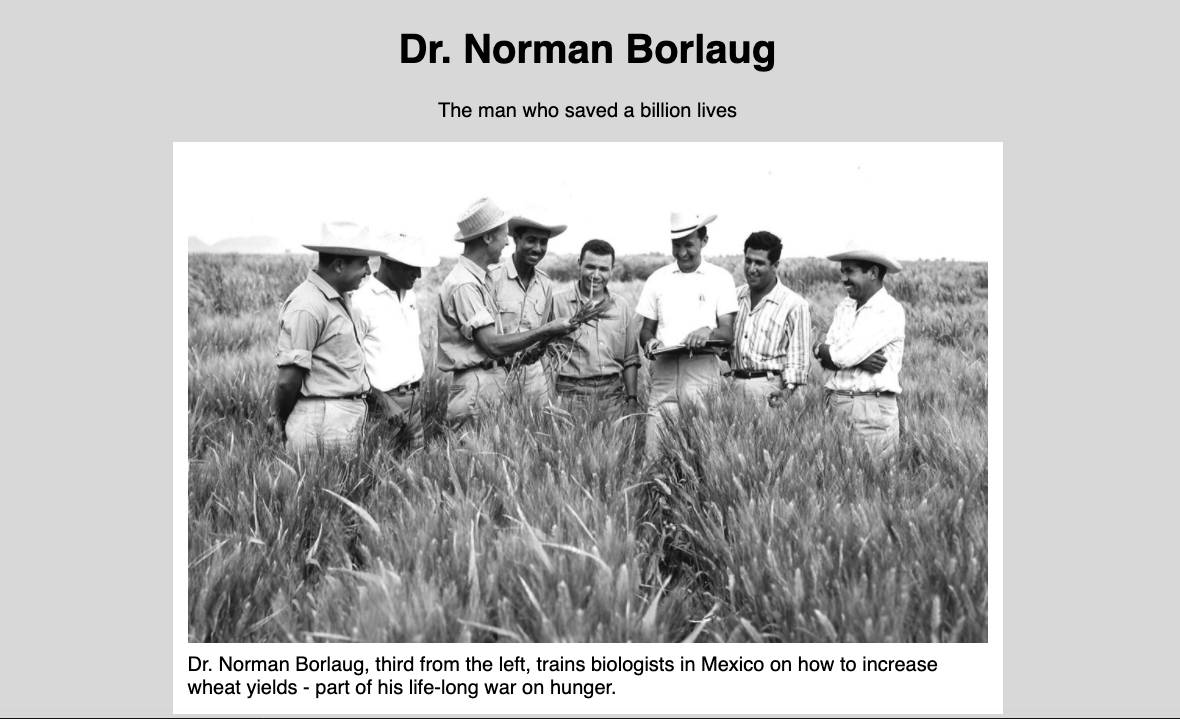 Dr. Norman Borlaug
The man who saved a billion lives
Dr. Norman Borlaug, third from the left, trains biologists in Mexico on how to increase
wheat yields - part of his life-long war on hunger.